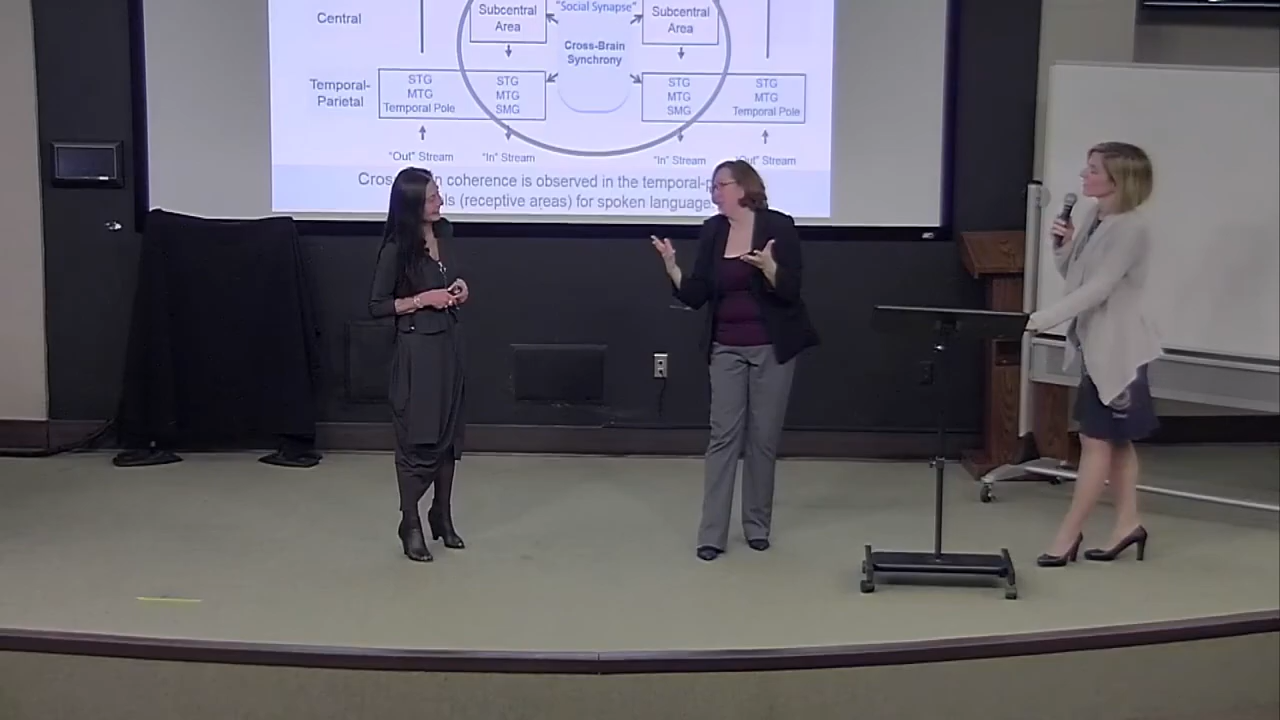 Central
Subcentral
Area
"Social Synapse"
Subcentral
Area
Cross-Brain
Synchrony
Temporal-
Parietal
STG
MTG
Temporal Pole
STG
MTG
SMG
STG
MTG
SMG
STG
MTG
Temporal Pole
"Out" Stream
"In" Stream
"In" Stream
"Out" Stream
coherence is observed in the
(receptive areas) for spoken language